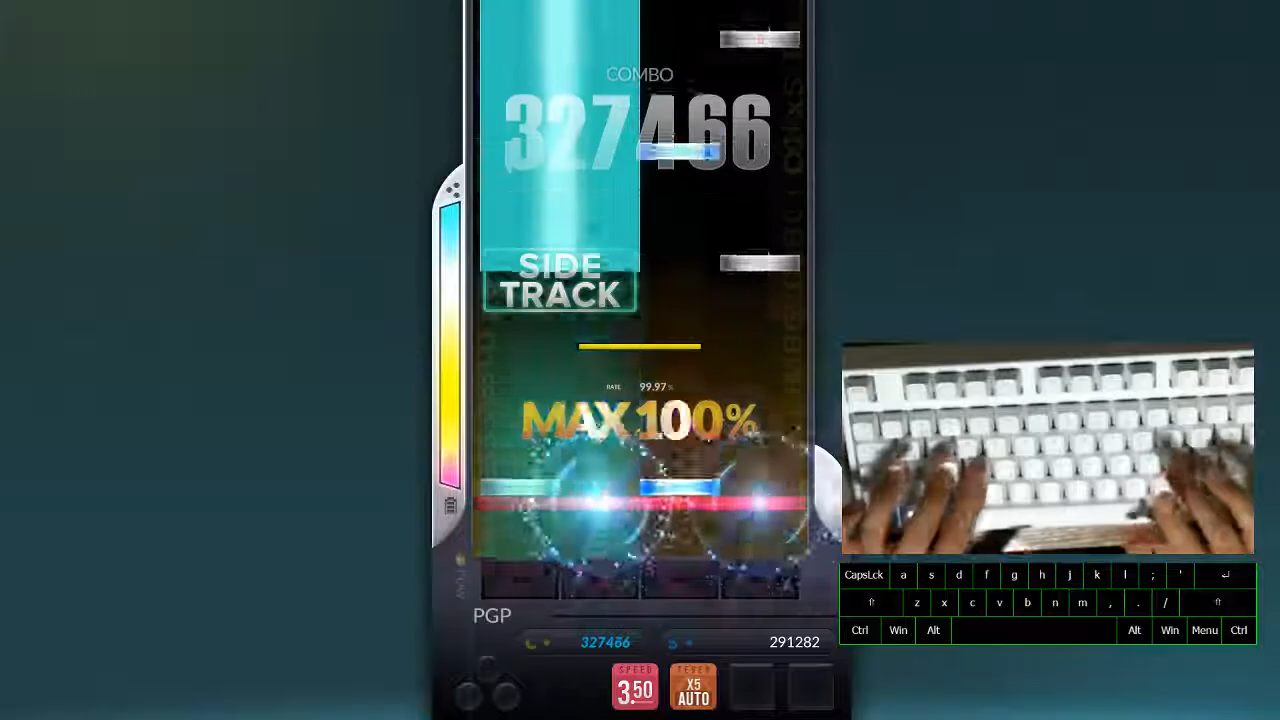 COMBO
327466
SIDE
TRACK
RATE 99.97%
MAX 100%
PGP
327466 291282
SPEED
3.50
FEVER
X5
AUTO
CapsLck a s d f g h j k l ; ' ↵
⇧ z x c v b n m , . / ⇧
Ctrl Win Alt Alt Win Menu Ctrl